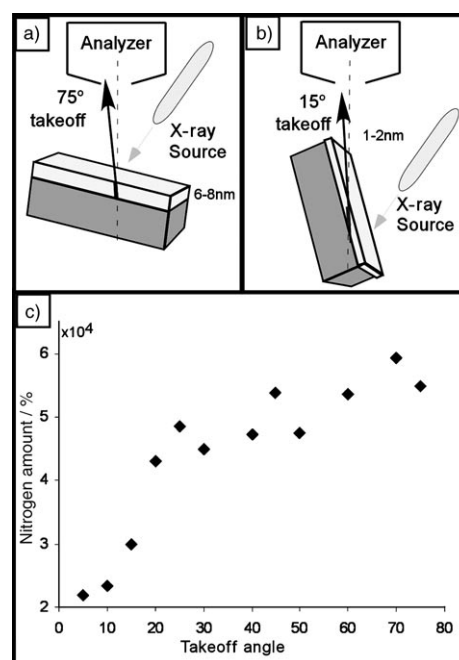 a)
Analyzer
75° takeoff
X-ray
Source
6-8nm
b)
Analyzer
15° takeoff
1-2nm
X-ray
Source
c)
x10⁴
Nitrogen amount / %
6
5
4
3
2
0 10 20 30 40 50 60 70 80
Takeoff angle